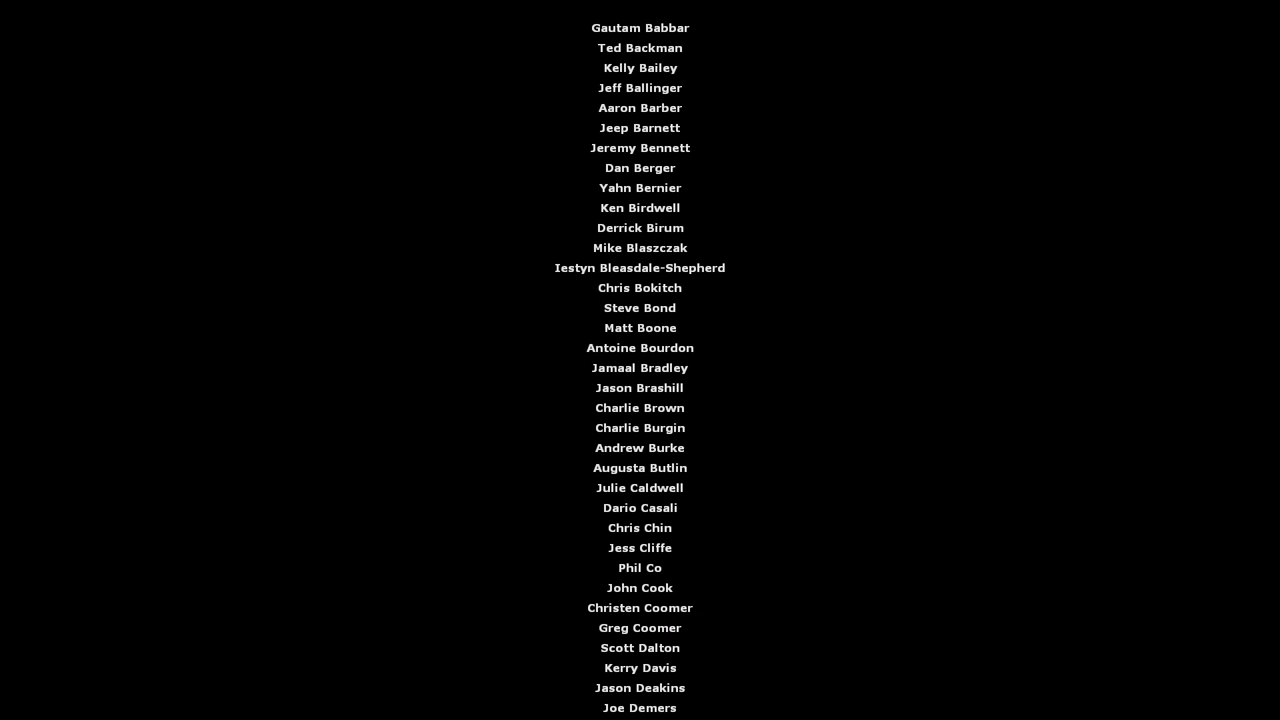 Gautam Babbar
Ted Backman
Kelly Bailey
Jeff Ballinger
Aaron Barber
Jeep Barnett
Jeremy Bennett
Dan Berger
Yahn Bernier
Ken Birdwell
Derrick Birum
Mike Blaszczak
Iestyn Bleasdale-Shepherd
Chris Bokitch
Steve Bond
Matt Boone
Antoine Bourdon
Jamaal Bradley
Jason Brashill
Charlie Brown
Charlie Burgin
Andrew Burke
Augusta Butlin
Julie Caldwell
Dario Casali
Chris Chin
Jess Cliffe
Phil Co
John Cook
Christen Coomer
Greg Coomer
Scott Dalton
Kerry Davis
Jason Deakins
Joe Demers